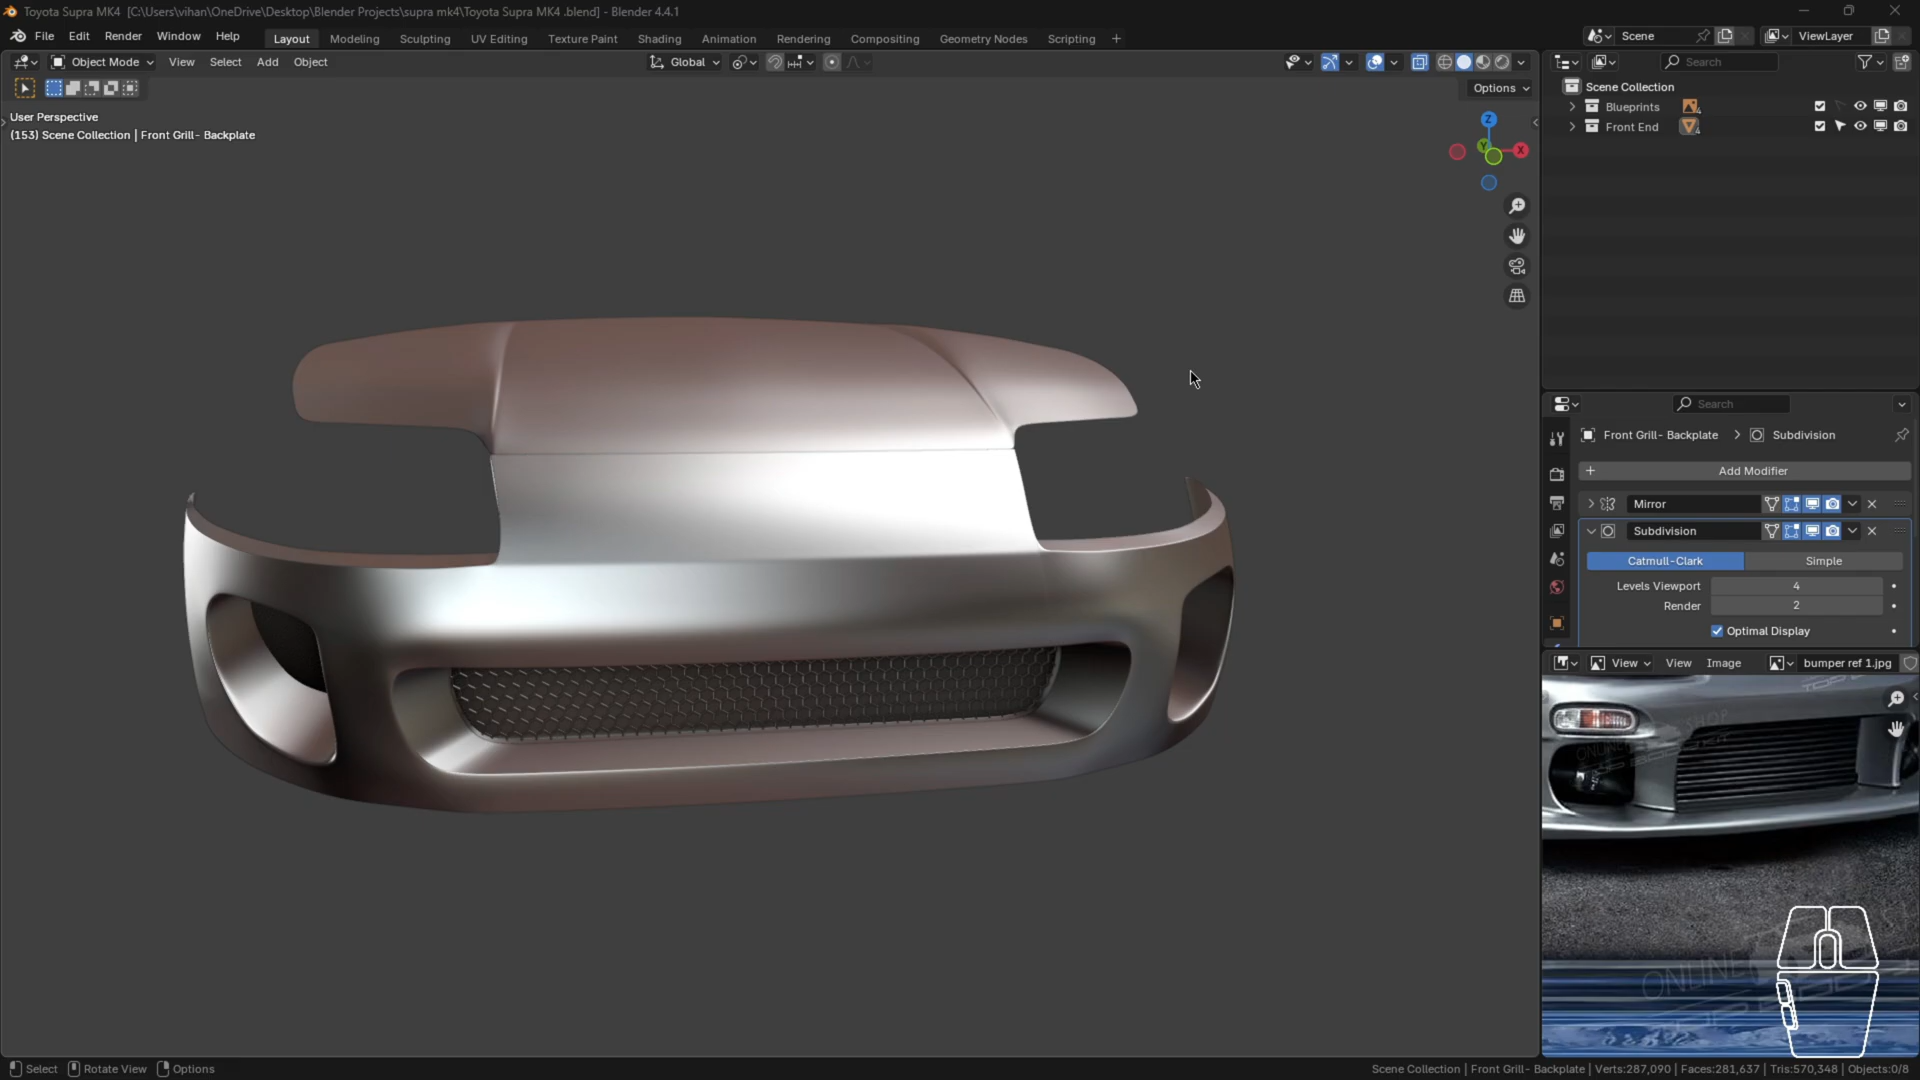 Toyota Supra MK4 [C:\Users\vihan\OneDrive\Desktop\Blender Projects\supra mk4\Toyota Supra MK4 .blend] - Blender 4.4.1
File Edit Render Window Help
Layout Modeling Sculpting UV Editing Texture Paint Shading Animation Rendering Compositing Geometry Nodes Scripting +
Scene
ViewLayer
Object Mode View Select Add Object
Global
Search
Options
User Perspective
(153) Scene Collection | Front Grill- Backplate
Z
Y
X
Scene Collection
Blueprints 4
Front End 4
Search
Front Grill- Backplate > Subdivision
+ Add Modifier
Mirror
Subdivision
Catmull-Clark Simple
Levels Viewport 4
Render 2
Optimal Display
View View Image bumper ref 1.jpg
ONLINE
Select Rotate View Options
Scene Collection | Front Grill- Backplate | Verts:287,090 | Faces:281,637 | Tris:570,348 | Objects:0/8